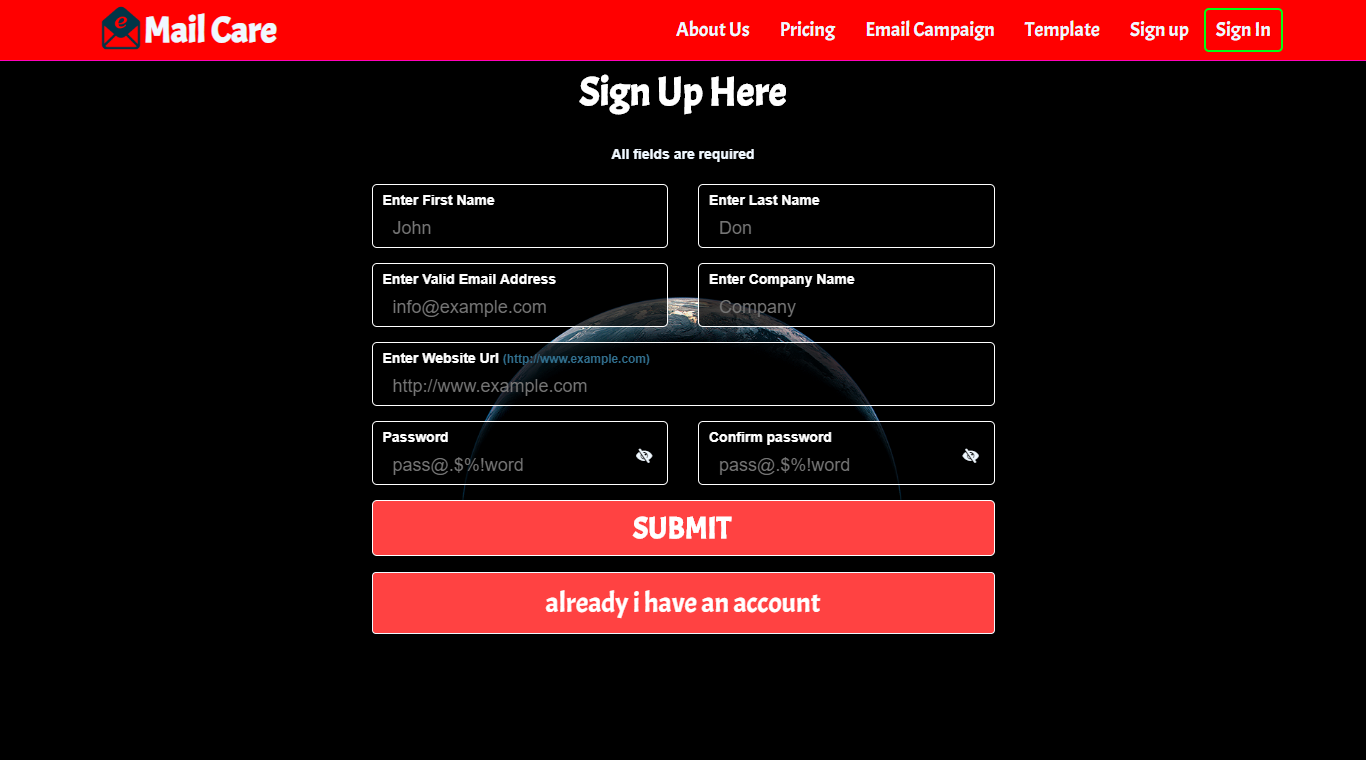 e
Mail Care
About Us Pricing Email Campaign Template Sign up Sign In
Sign Up Here
All fields are required
Enter First Name
John
Enter Last Name
Don
Enter Valid Email Address
info@example.com
Enter Company Name
Company
Enter Website Url (http://www.example.com)
http://www.example.com
Password
pass@.$%!word
Confirm password
pass@.$%!word
SUBMIT
already i have an account